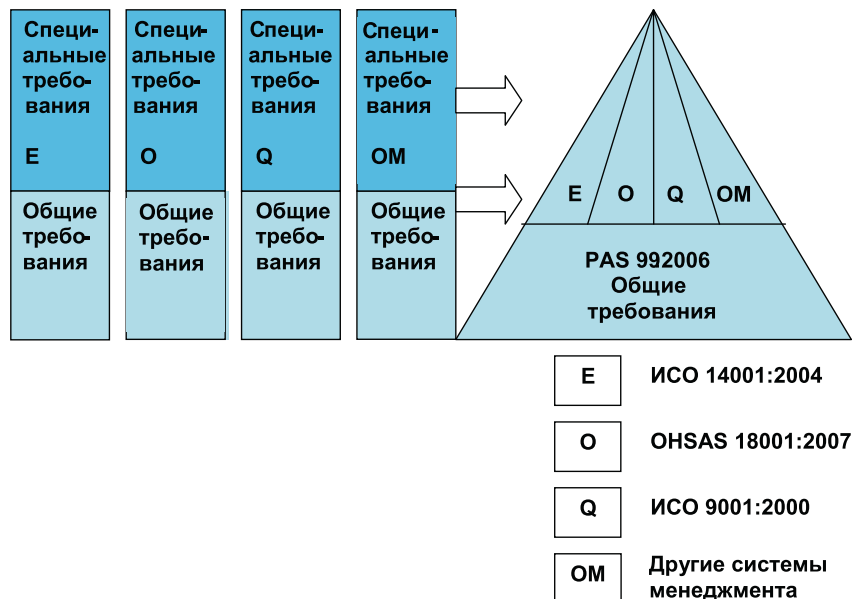 Специ-
альные
требо-
вания
E
Специ-
альные
требо-
вания
O
Специ-
альные
требо-
вания
Q
Специ-
альные
требо-
вания
OM
Общие
требо-
вания
Общие
требо-
вания
Общие
требо-
вания
Общие
требо-
вания
E O Q OM
PAS 992006
Общие
требования
E ИСО 14001:2004
O OHSAS 18001:2007
Q ИСО 9001:2000
OM Другие системы
менеджмента